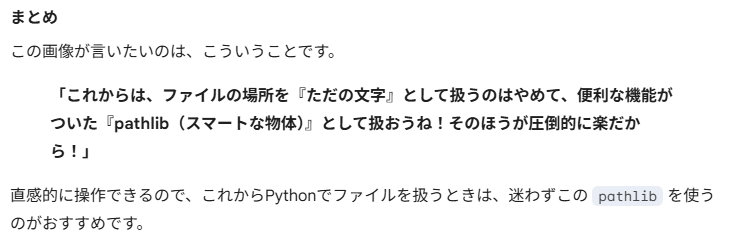 まとめ
この画像が言いたいのは、こういうことです。
「これからは、ファイルの場所を『ただの文字』として扱うのはやめて、便利な機能が
ついた『pathlib（スマートな物体）』として扱おうね！そのほうが圧倒的に楽だか
ら！」
直感的に操作できるので、これからPythonでファイルを扱うときは、迷わずこの pathlib を使う
のがおすすめです。